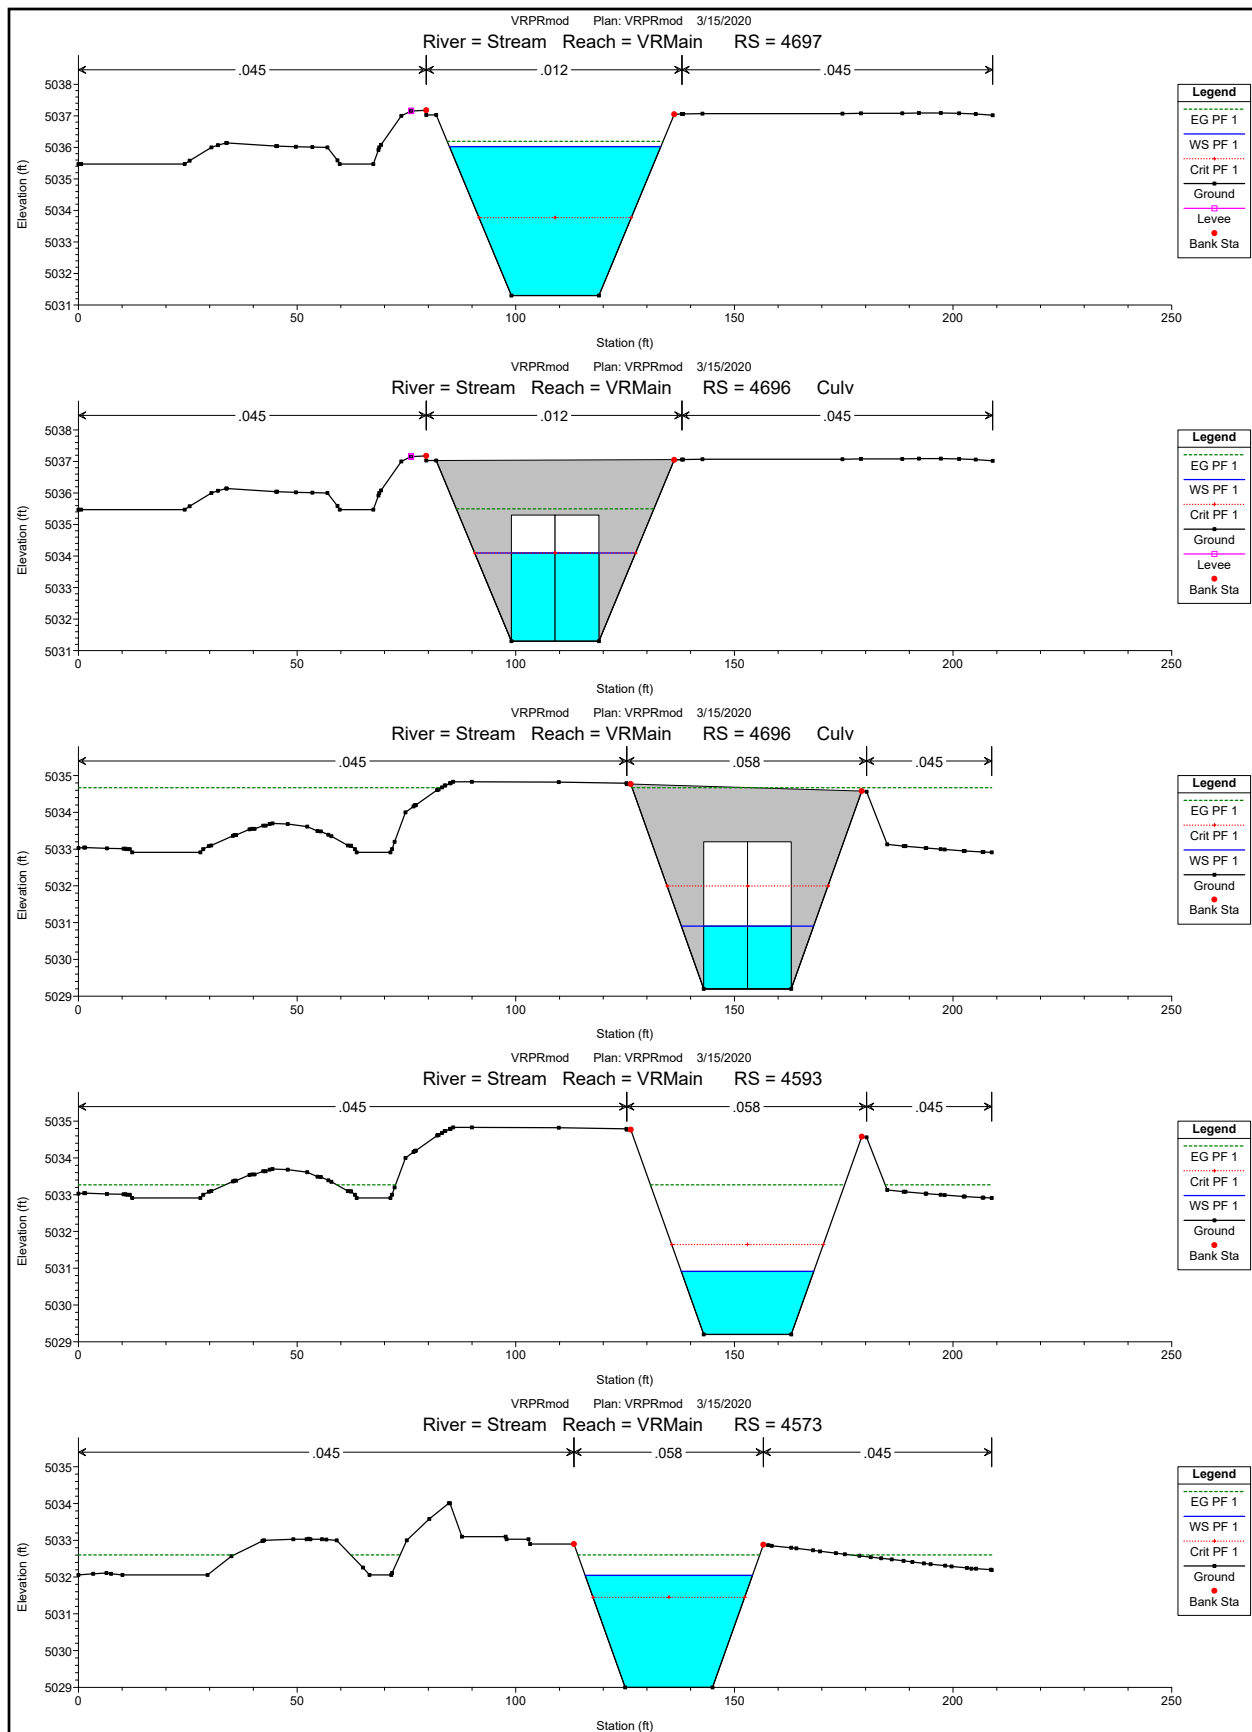 VRPRmod Plan: VRPRmod 3/15/2020
River = Stream Reach = VRMain RS = 4697
.045 .012 .045
5038
5037
5036
5035
5034
5033
5032
5031
Elevation (ft)
0 50 100 150 200 250
Station (ft)
Legend
EG PF 1
WS PF 1
Crit PF 1
Ground
Levee
Bank Sta
VRPRmod Plan: VRPRmod 3/15/2020
River = Stream Reach = VRMain RS = 4696 Culv
.045 .012 .045
5038
5037
5036
5035
5034
5033
5032
5031
Elevation (ft)
0 50 100 150 200 250
Station (ft)
Legend
EG PF 1
WS PF 1
Crit PF 1
Ground
Levee
Bank Sta
VRPRmod Plan: VRPRmod 3/15/2020
River = Stream Reach = VRMain RS = 4696 Culv
.045 .058 .045
5035
5034
5033
5032
5031
5030
5029
Elevation (ft)
0 50 100 150 200 250
Station (ft)
Legend
EG PF 1
Crit PF 1
WS PF 1
Ground
Bank Sta
VRPRmod Plan: VRPRmod 3/15/2020
River = Stream Reach = VRMain RS = 4593
.045 .058 .045
5035
5034
5033
5032
5031
5030
5029
Elevation (ft)
0 50 100 150 200 250
Station (ft)
Legend
EG PF 1
Crit PF 1
WS PF 1
Ground
Bank Sta
VRPRmod Plan: VRPRmod 3/15/2020
River = Stream Reach = VRMain RS = 4573
.045 .058 .045
5035
5034
5033
5032
5031
5030
5029
Elevation (ft)
0 50 100 150 200 250
Station (ft)
Legend
EG PF 1
WS PF 1
Crit PF 1
Ground
Bank Sta